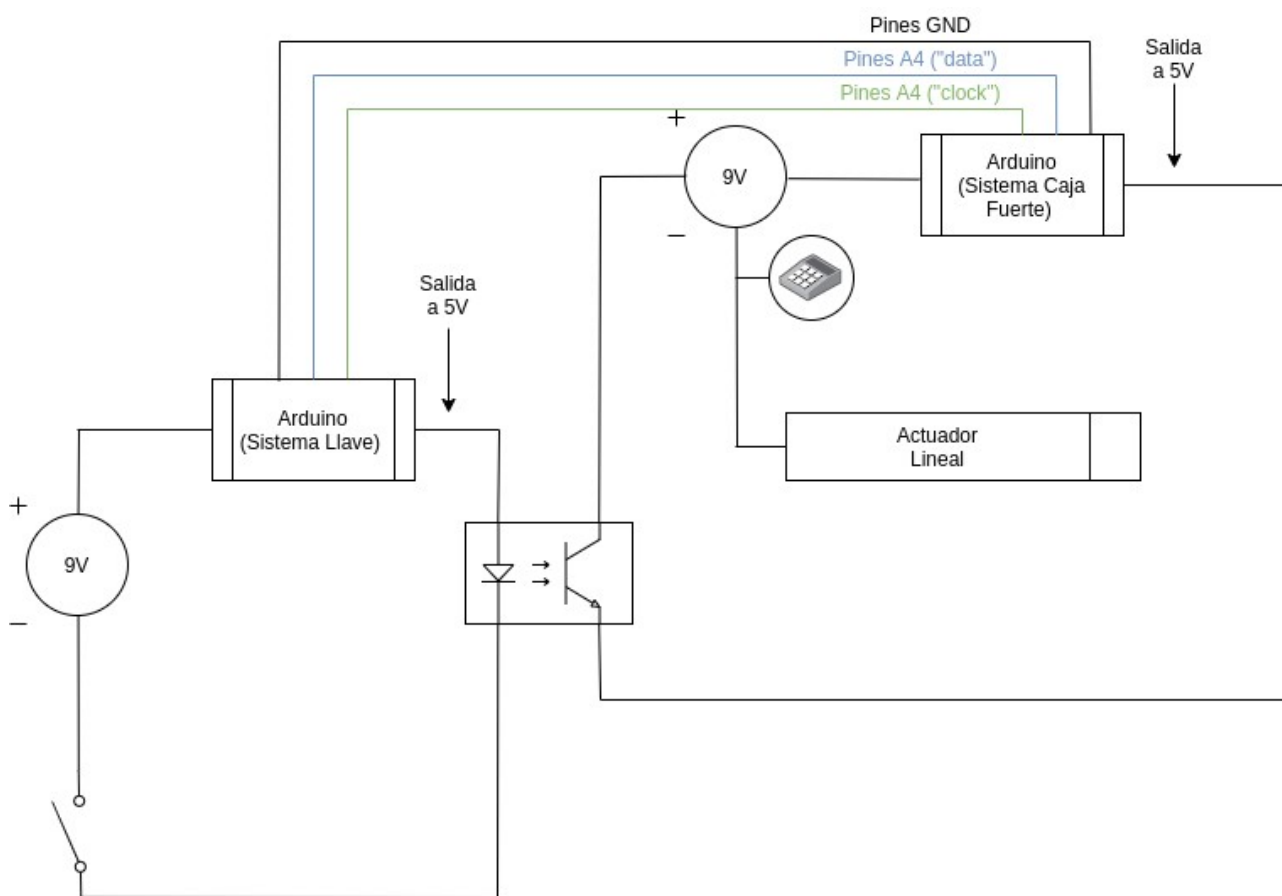 Pines GND
Pines A4 ("data")
Pines A4 ("clock")
Salida
a 5V
+
9V
−
Arduino
(Sistema Caja
Fuerte)
Salida
a 5V
Arduino
(Sistema Llave)
Actuador
Lineal
+
9V
−